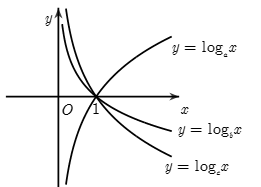 y
y = logₐx
O
1
x
y = log_b x
y = log_c x